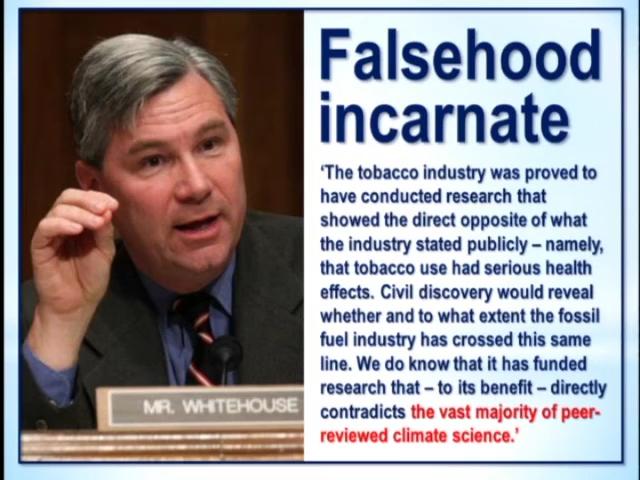 Falsehood
incarnate
‘The tobacco industry was proved to
have conducted research that
showed the direct opposite of what
the industry stated publicly – namely,
that tobacco use had serious health
effects. Civil discovery would reveal
whether and to what extent the fossil
fuel industry has crossed this same
line. We do know that it has funded
research that – to its benefit – directly
contradicts the vast majority of peer-
reviewed climate science.’
MR. WHITEHOUSE